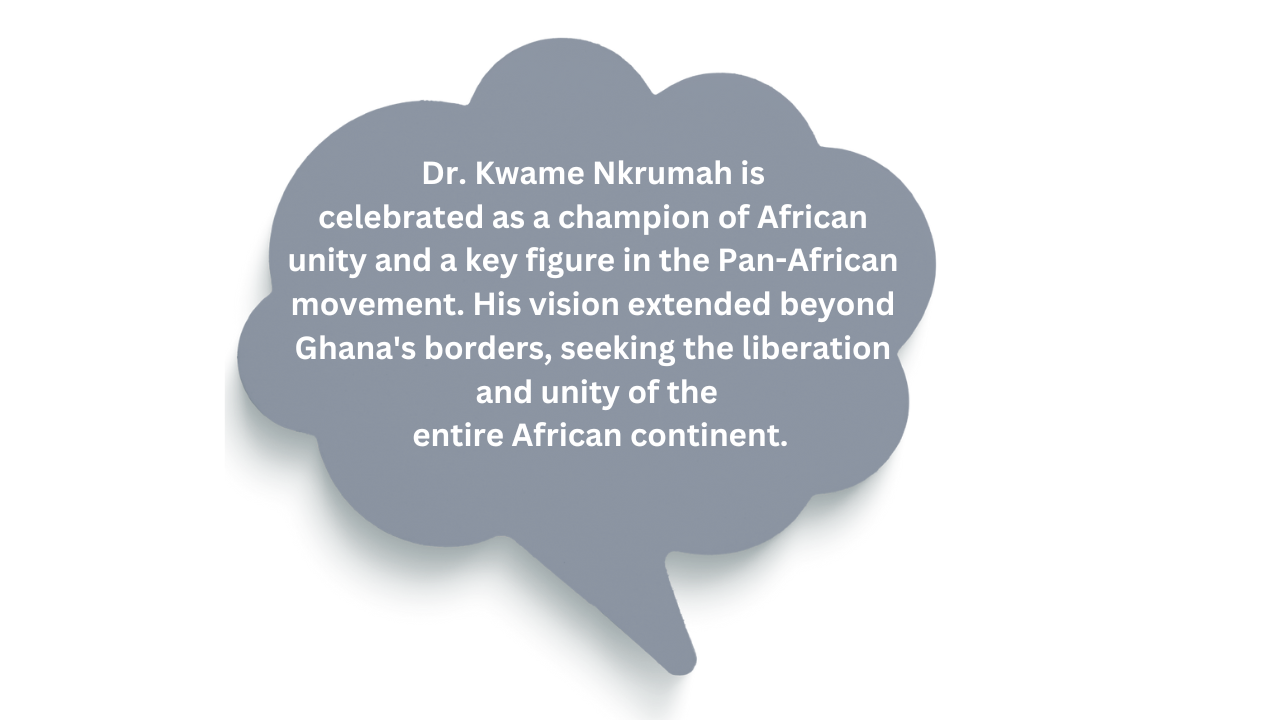 Dr. Kwame Nkrumah is
celebrated as a champion of African
unity and a key figure in the Pan-African
movement. His vision extended beyond
Ghana's borders, seeking the liberation
and unity of the
entire African continent.